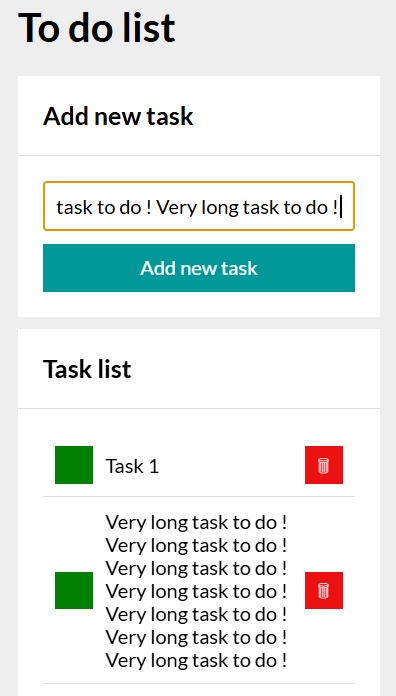 To do list
Add new task
task to do ! Very long task to do !
Add new task
Task list
Task 1
Very long task to do !
Very long task to do !
Very long task to do !
Very long task to do !
Very long task to do !
Very long task to do !
Very long task to do !